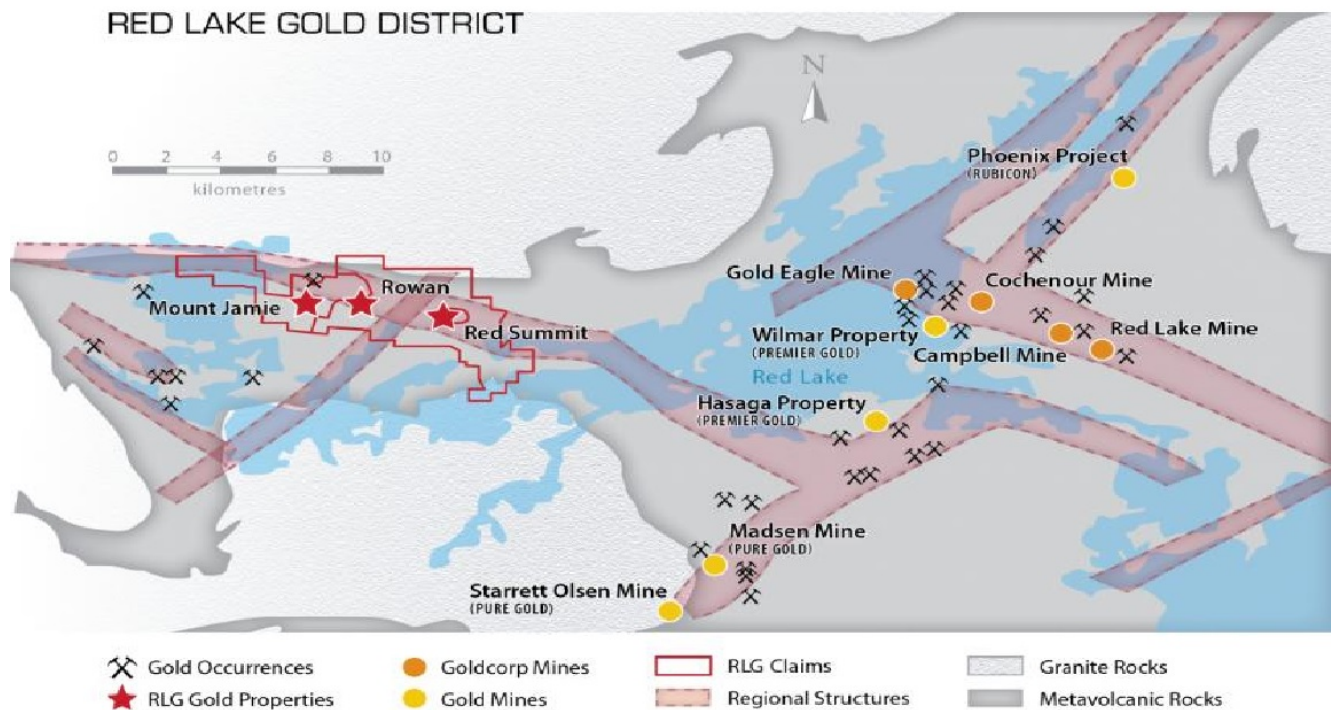 RED LAKE GOLD DISTRICT
N
0 2 4 6 8 10
kilometres
Phoenix Project
(RUBICON)
Gold Eagle Mine
Cochenour Mine
Mount Jamie
Rowan
Red Summit
Wilmar Property
(PREMIER GOLD)
Campbell Mine
Red Lake Mine
Red Lake
Hasaga Property
(PREMIER GOLD)
Madsen Mine
(PURE GOLD)
Starrett Olsen Mine
(PURE GOLD)
Gold Occurrences
Goldcorp Mines
RLG Claims
Granite Rocks
RLG Gold Properties
Gold Mines
Regional Structures
Metavolcanic Rocks